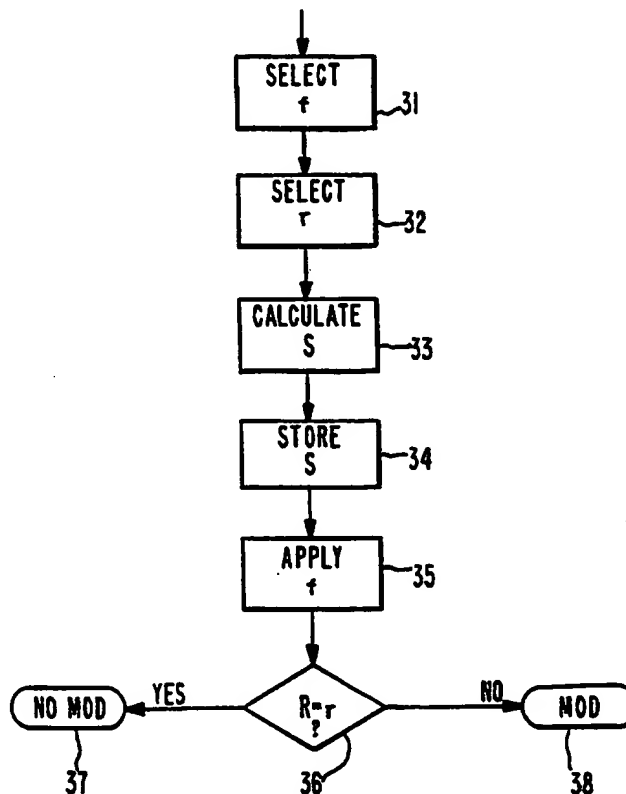 SELECT
f
31
SELECT
r
32
CALCULATE
S
33
STORE
S
34
APPLY
f
35
NO MOD
YES
R=r
?
NO
MOD
37
36
38